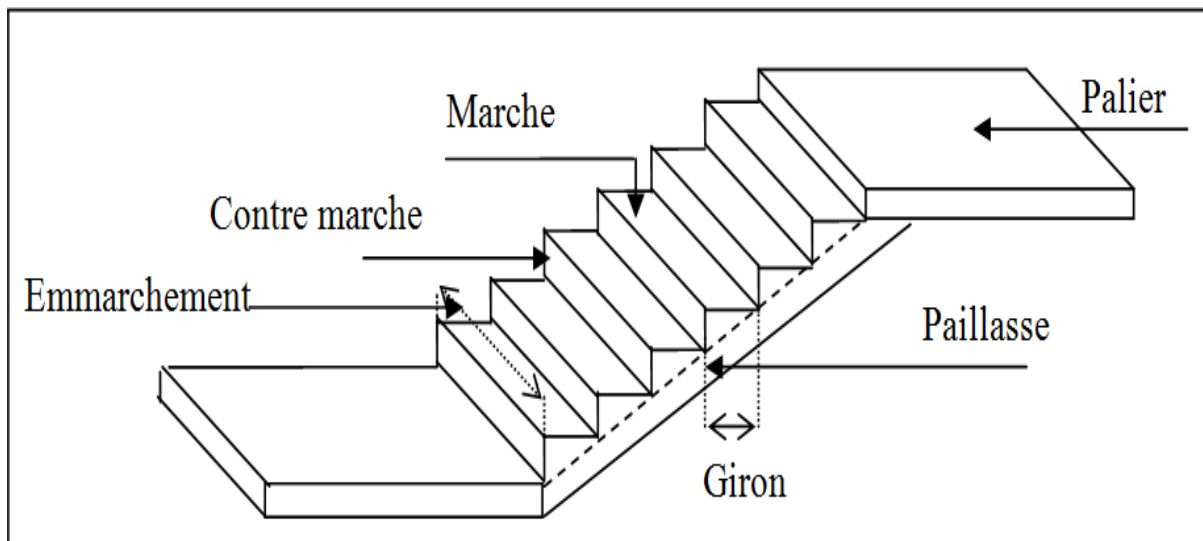 Palier
Marche
Contre marche
Emmarchement
Paillasse
Giron